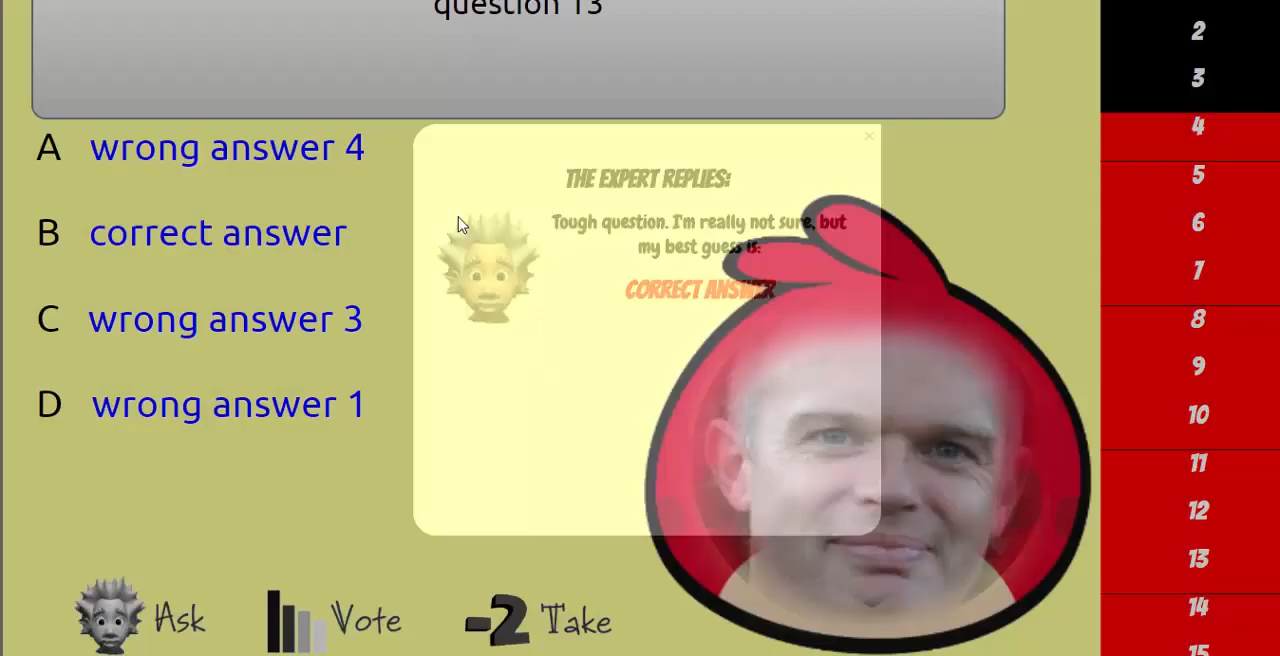 question 13
A wrong answer 4
B correct answer
C wrong answer 3
D wrong answer 1
×
THE EXPERT REPLIES:
Tough question. I'm really not sure, but
my best guess is:
CORRECT ANSWER
Ask
Vote
-2 Take
2
3
4
5
6
7
8
9
10
11
12
13
14
15